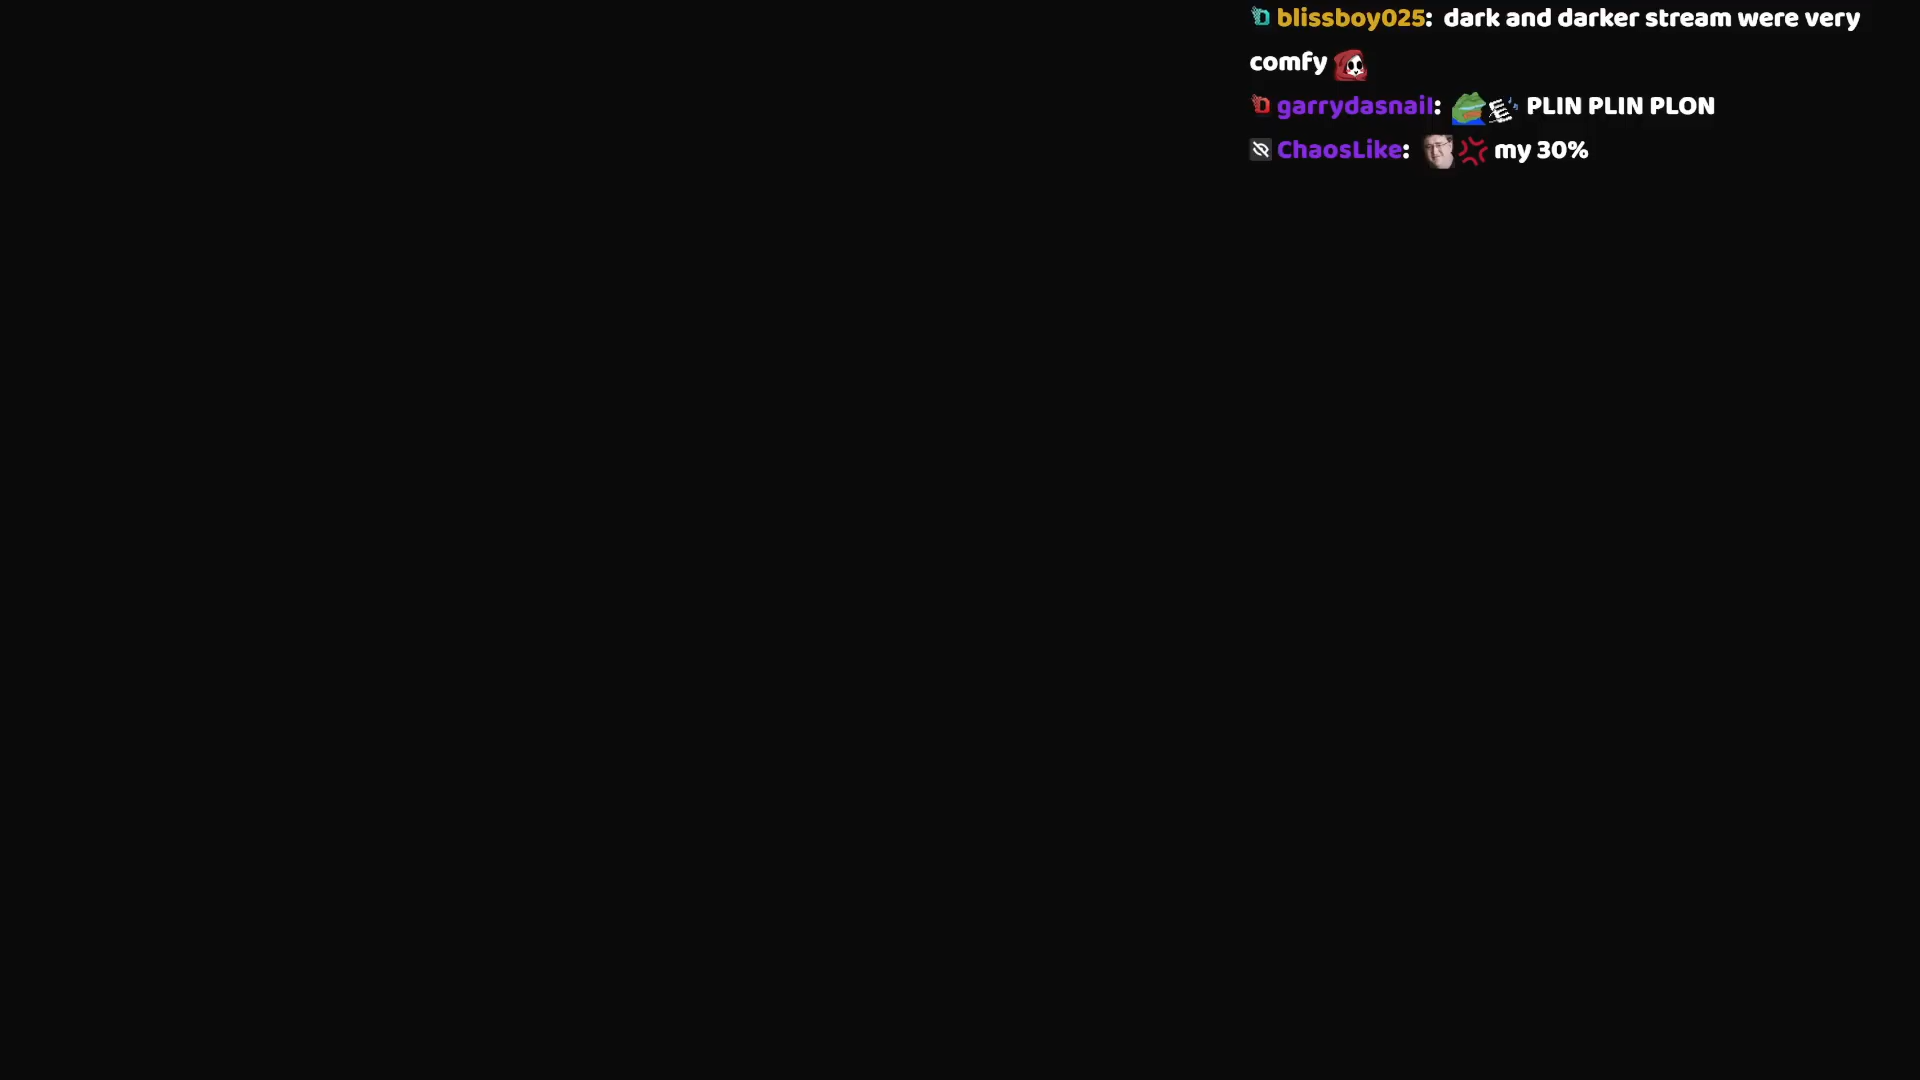 blissboy025: dark and darker stream were very
comfy
garrydasnail: PLIN PLIN PLON
ChaosLike: my 30%